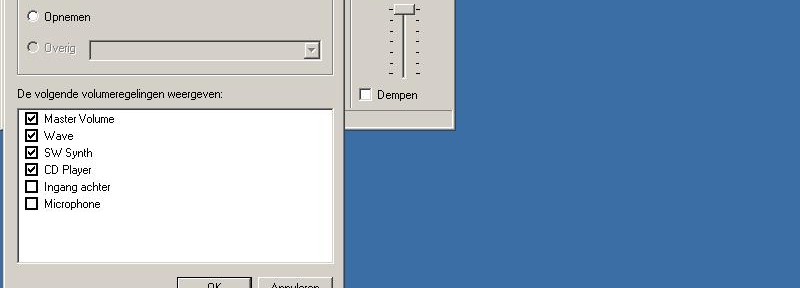 Opnemen
Overig
De volgende volumeregelingen weergeven:
Dempen
Master Volume
Wave
SW Synth
CD Player
Ingang achter
Microphone
OK
Annuleren